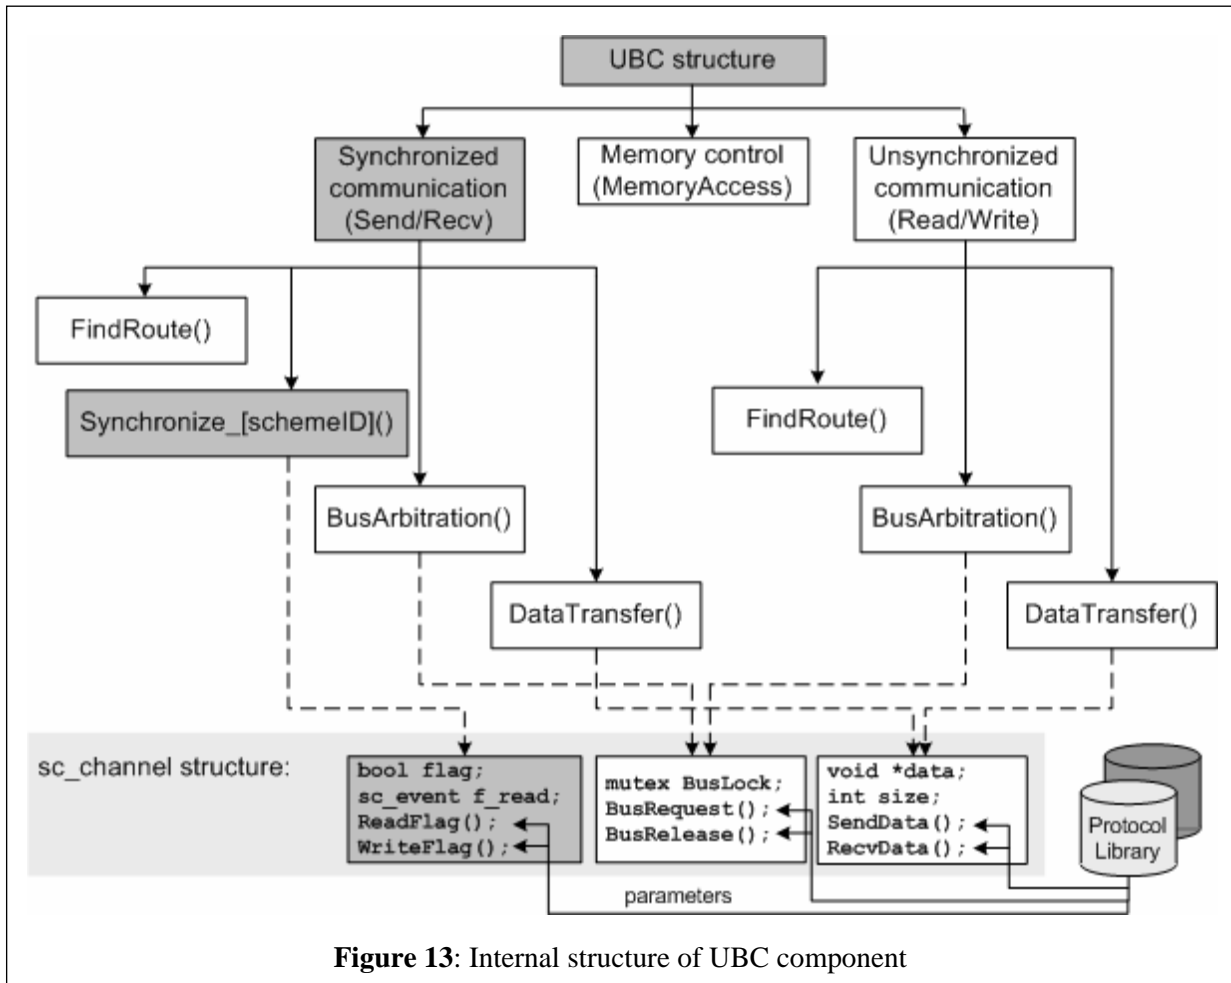 UBC structure
Synchronized
communication
(Send/Recv)
Memory control
(MemoryAccess)
Unsynchronized
communication
(Read/Write)
FindRoute()
Synchronize_[schemeID]()
FindRoute()
BusArbitration()
BusArbitration()
DataTransfer()
DataTransfer()
sc_channel structure:
bool flag;
sc_event f_read;
ReadFlag();
WriteFlag();
mutex BusLock;
BusRequest();
BusRelease();
void *data;
int size;
SendData();
RecvData();
Protocol
Library
parameters
Figure 13: Internal structure of UBC component